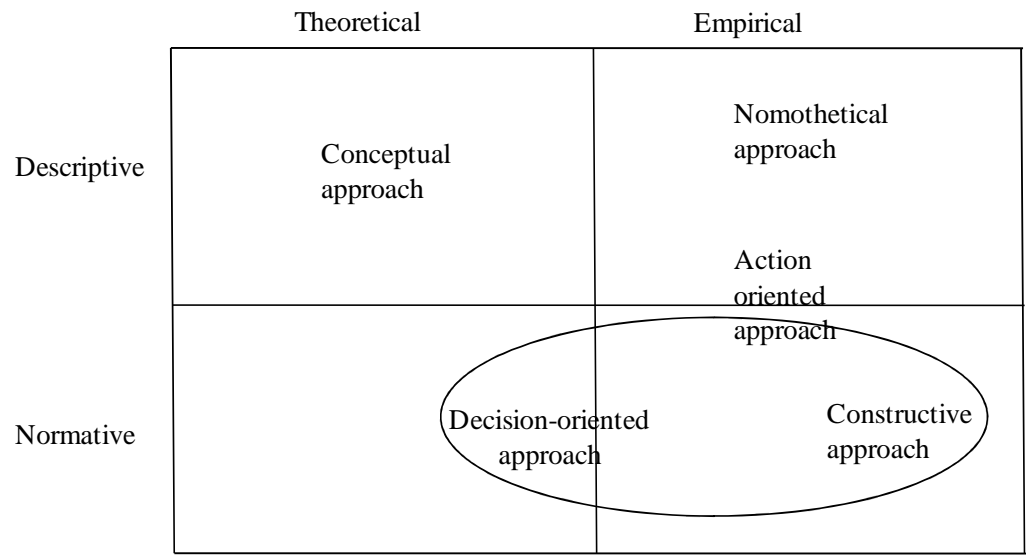 Theoretical
Empirical
Descriptive
Conceptual
approach
Nomothetical
approach
Action
oriented
approach
Normative
Decision-oriented
approach
Constructive
approach